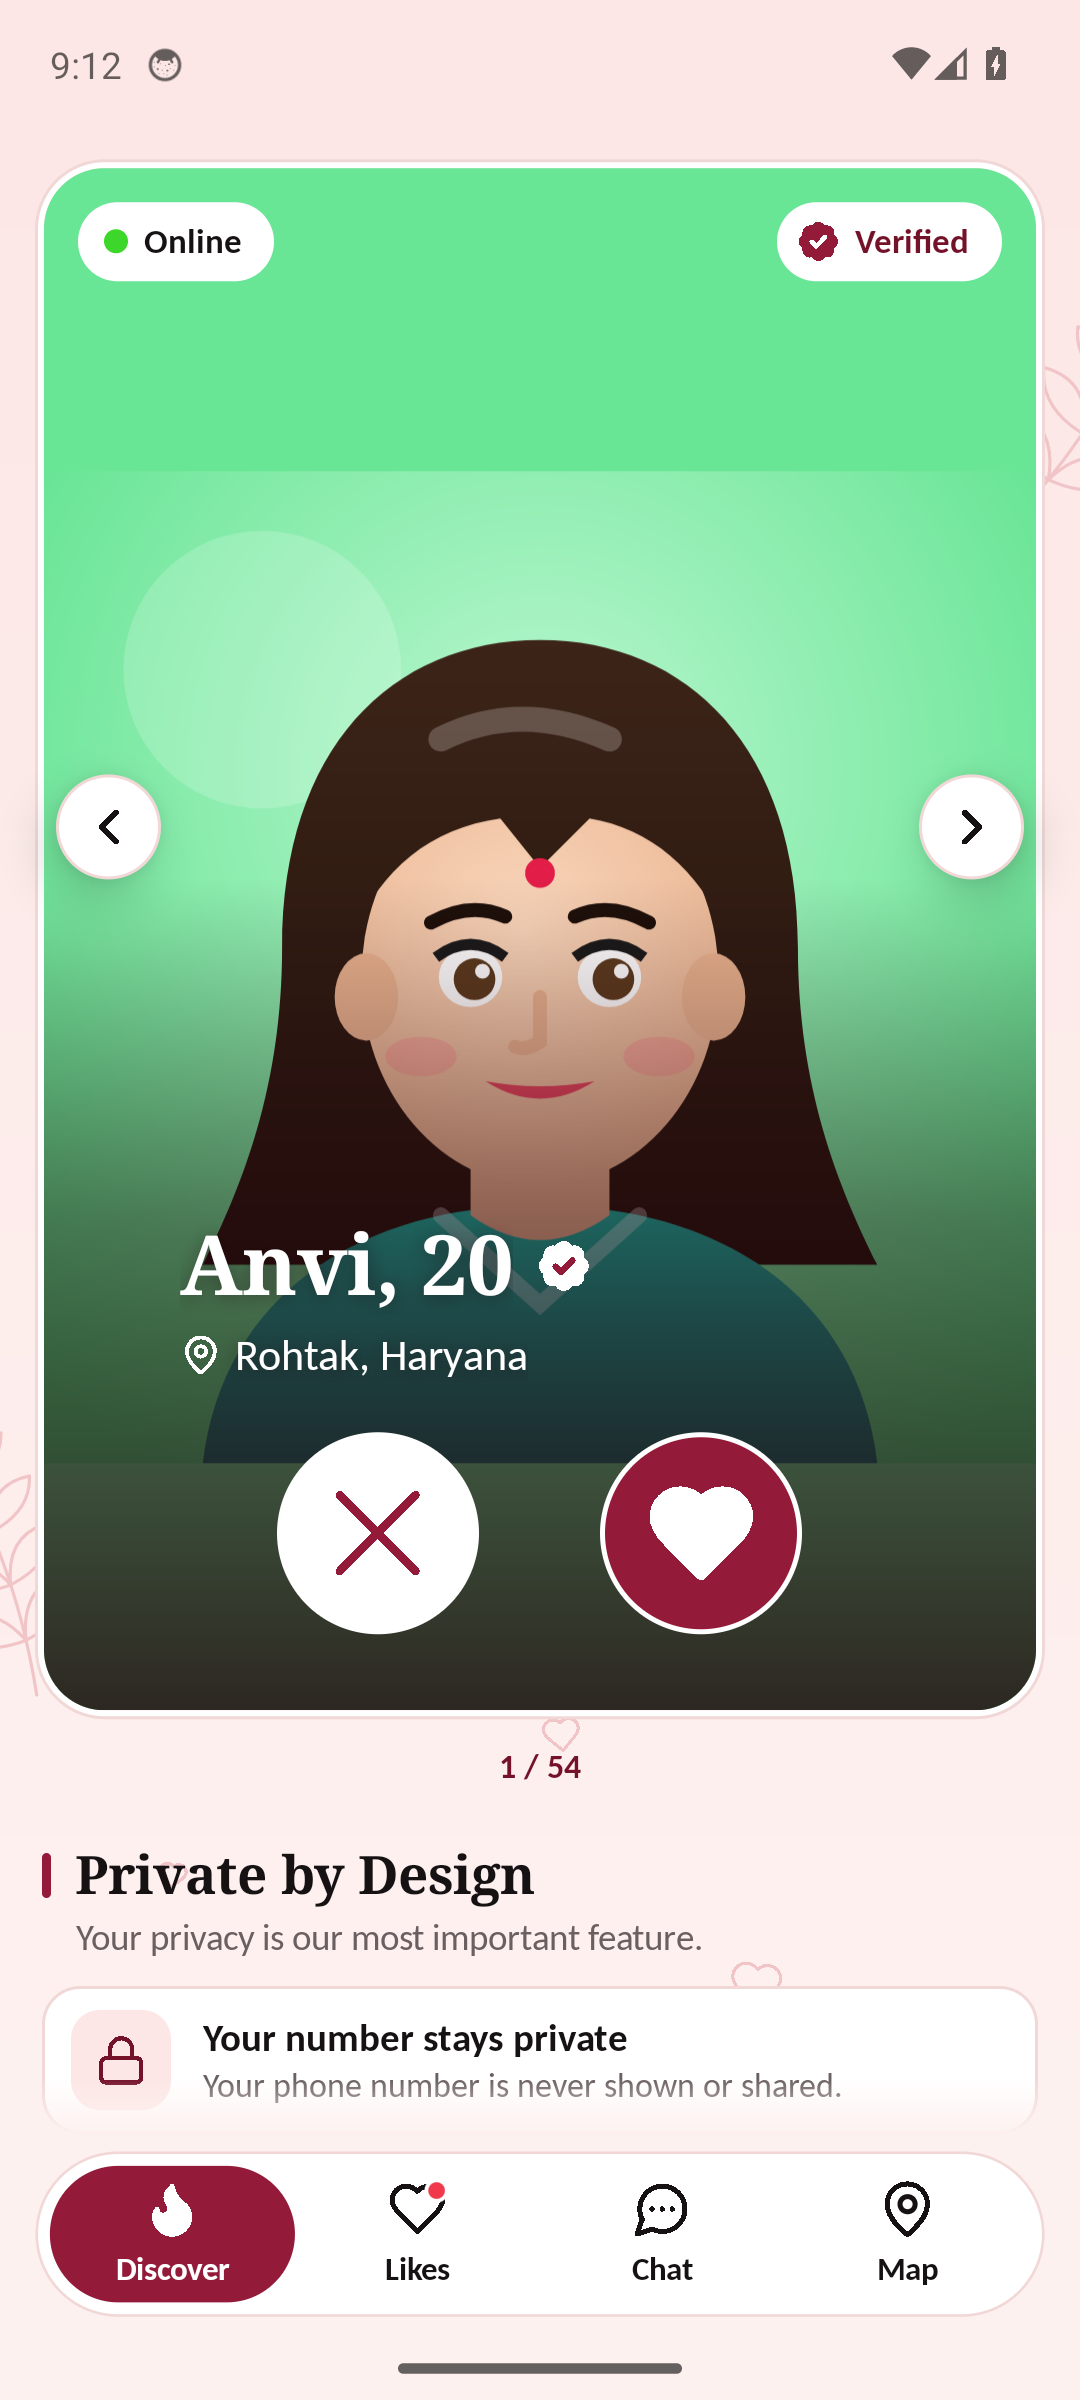 9:12
Online
Verified
Anvi, 20
Rohtak, Haryana
1 / 54
Private by Design
Your privacy is our most important feature.
Your number stays private
Your phone number is never shown or shared.
Discover
Likes
Chat
Map